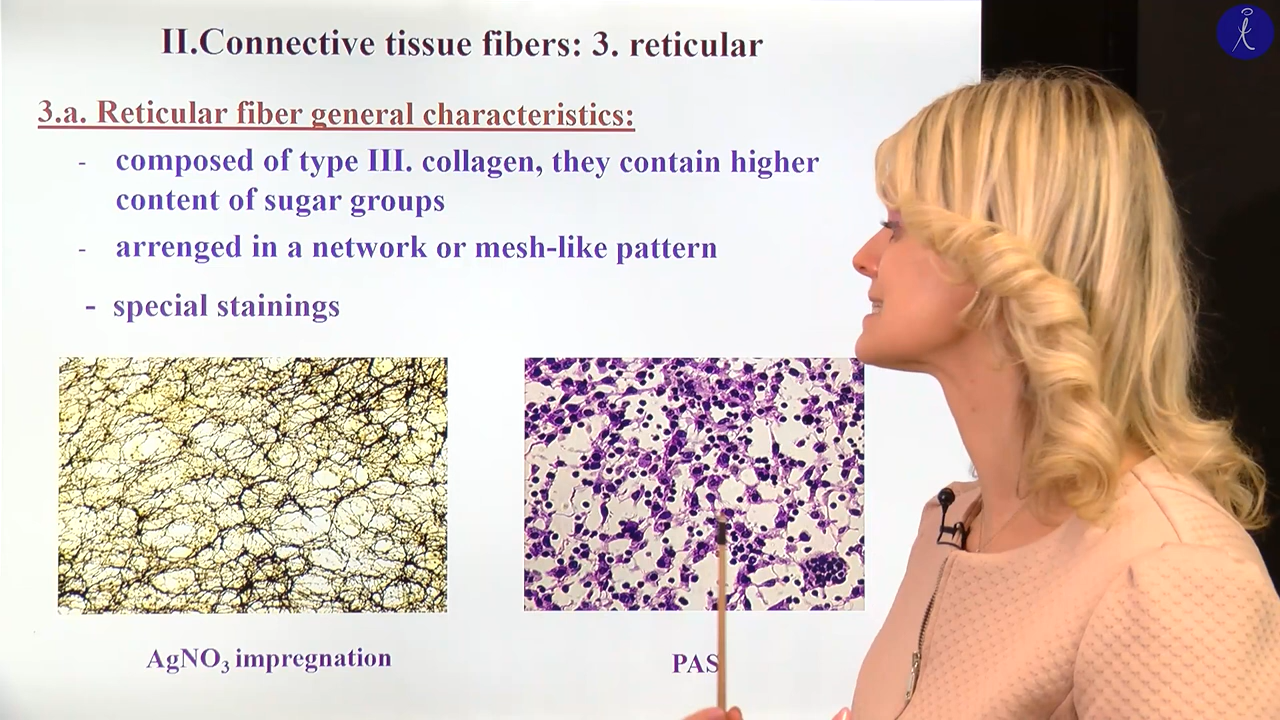 II.Connective tissue fibers: 3. reticular
3.a. Reticular fiber general characteristics:
- composed of type III. collagen, they contain higher
content of sugar groups
- arrenged in a network or mesh-like pattern
- special stainings
AgNO₃ impregnation
PAS